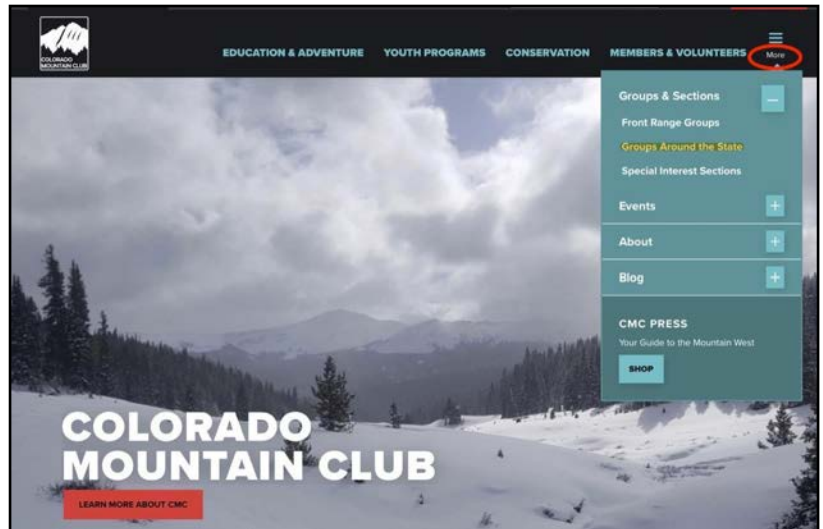 COLORADO
MOUNTAIN CLUB
EDUCATION & ADVENTURE YOUTH PROGRAMS CONSERVATION MEMBERS & VOLUNTEERS More
Groups & Sections
Front Range Groups
Groups Around the State
Special Interest Sections
Events
About
Blog
CMC PRESS
Your Guide to the Mountain West
SHOP
COLORADO
MOUNTAIN CLUB
LEARN MORE ABOUT CMC